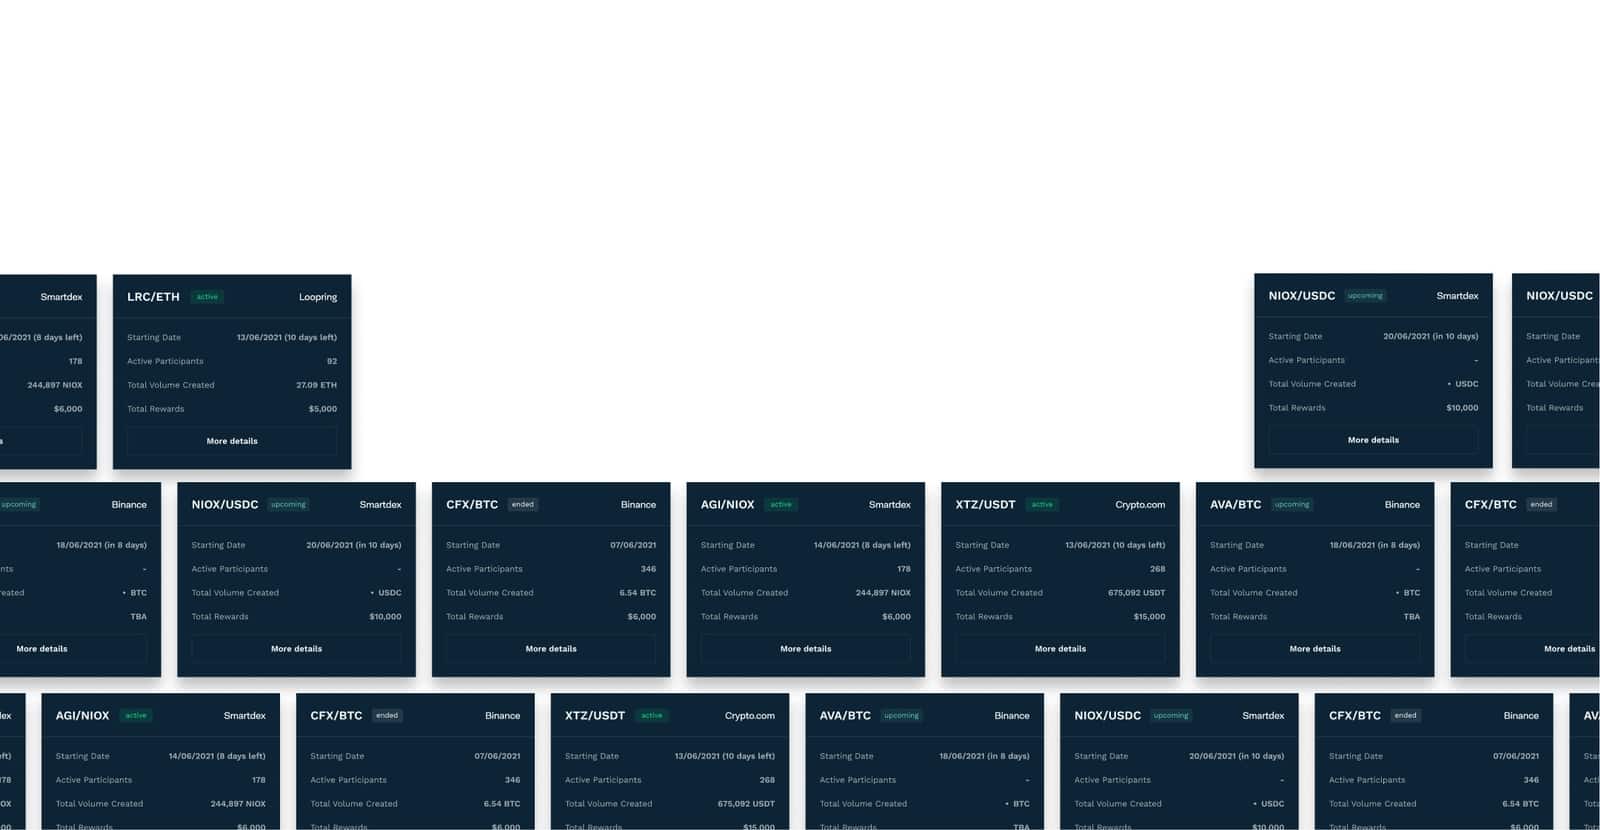 Smartdex
06/2021 (8 days left)
178
244,897 NIOX
$6,000
LRC/ETH active Loopring
Starting Date 13/06/2021 (10 days left)
Active Participants 92
Total Volume Created 27.09 ETH
Total Rewards $5,000
More details
NIOX/USDC upcoming Smartdex
Starting Date 20/06/2021 (in 10 days)
Active Participants -
Total Volume Created • USDC
Total Rewards $10,000
More details
NIOX/USDC
Starting Date
Active Participants
Total Volume Crea
Total Rewards
upcoming Binance
18/06/2021 (in 8 days)
nts -
eated • BTC
TBA
More details
NIOX/USDC upcoming Smartdex
Starting Date 20/06/2021 (in 10 days)
Active Participants -
Total Volume Created • USDC
Total Rewards $10,000
More details
CFX/BTC ended Binance
Starting Date 07/06/2021
Active Participants 346
Total Volume Created 6.54 BTC
Total Rewards $6,000
More details
AGI/NIOX active Smartdex
Starting Date 14/06/2021 (8 days left)
Active Participants 178
Total Volume Created 244,897 NIOX
Total Rewards $6,000
More details
XTZ/USDT active Crypto.com
Starting Date 13/06/2021 (10 days left)
Active Participants 268
Total Volume Created 675,092 USDT
Total Rewards $15,000
More details
AVA/BTC upcoming Binance
Starting Date 18/06/2021 (in 8 days)
Active Participants -
Total Volume Created • BTC
Total Rewards TBA
More details
CFX/BTC ended
Starting Date
Active Participants
Total Volume Created
Total Rewards
More details
lex
ft)
178
OX
00
AGI/NIOX active Smartdex
Starting Date 14/06/2021 (8 days left)
Active Participants 178
Total Volume Created 244,897 NIOX
Total Rewards $6,000
CFX/BTC ended Binance
Starting Date 07/06/2021
Active Participants 346
Total Volume Created 6.54 BTC
Total Rewards $6,000
XTZ/USDT active Crypto.com
Starting Date 13/06/2021 (10 days left)
Active Participants 268
Total Volume Created 675,092 USDT
Total Rewards $15,000
AVA/BTC upcoming Binance
Starting Date 18/06/2021 (in 8 days)
Active Participants -
Total Volume Created • BTC
Total Rewards TBA
NIOX/USDC upcoming Smartdex
Starting Date 20/06/2021 (in 10 days)
Active Participants -
Total Volume Created • USDC
Total Rewards $10,000
CFX/BTC ended Binance
Starting Date 07/06/2021
Active Participants 346
Total Volume Created 6.54 BTC
Total Rewards $6,000
AV
Star
Acti
Tota
Tota